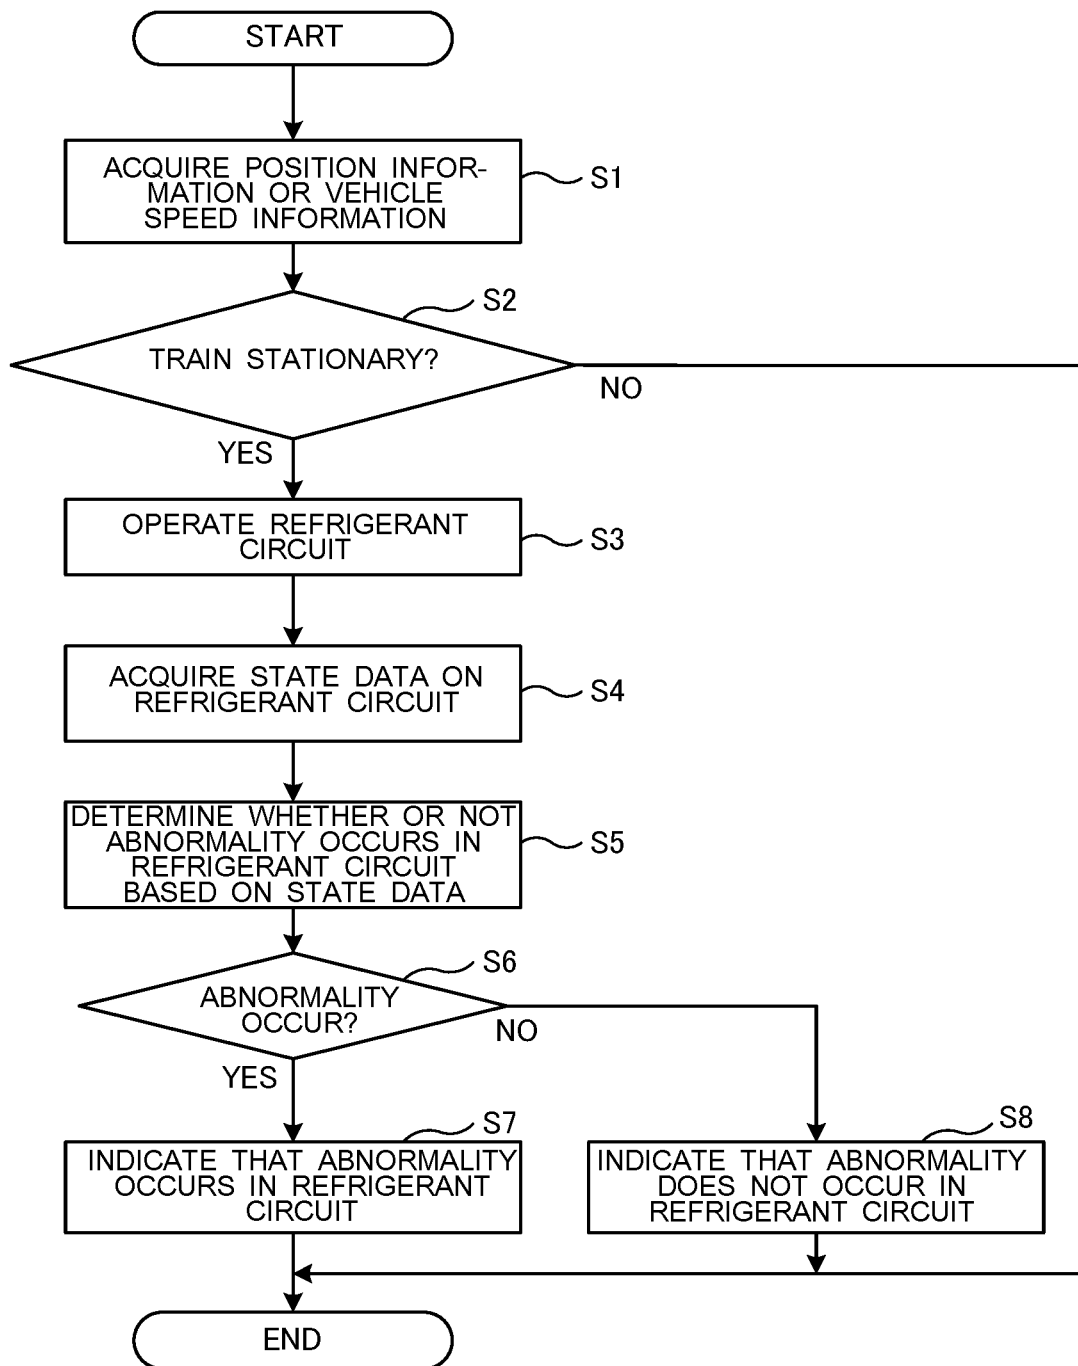 START
ACQUIRE POSITION INFOR-
MATION OR VEHICLE
SPEED INFORMATION
S1
S2
TRAIN STATIONARY?
NO
YES
OPERATE REFRIGERANT
CIRCUIT
S3
ACQUIRE STATE DATA ON
REFRIGERANT CIRCUIT
S4
DETERMINE WHETHER OR NOT
ABNORMALITY OCCURS IN
REFRIGERANT CIRCUIT
BASED ON STATE DATA
S5
S6
ABNORMALITY
OCCUR?
NO
YES
S7
INDICATE THAT ABNORMALITY
OCCURS IN REFRIGERANT
CIRCUIT
S8
INDICATE THAT ABNORMALITY
DOES NOT OCCUR IN
REFRIGERANT CIRCUIT
END